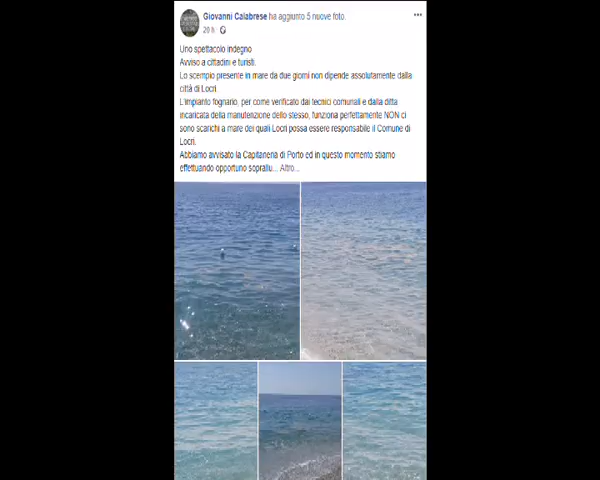 Giovanni Calabrese ha aggiunto 5 nuove foto.
20 h
Uno spettacolo indegno
Avviso a cittadini e turisti.
Lo scempio presente in mare da due giorni non dipende assolutamente dalla
città di Locri.
L'impianto fognario, per come verificato dai tecnici comunali e dalla ditta
incaricata della manutenzione dello stesso, funziona perfettamente NON ci
sono scarichi a mare dei quali Locri possa essere responsabile il Comune di
Locri.
Abbiamo avvisato la Capitaneria di Porto ed in questo momento stiamo
effettuando opportuno soprallu... Altro...